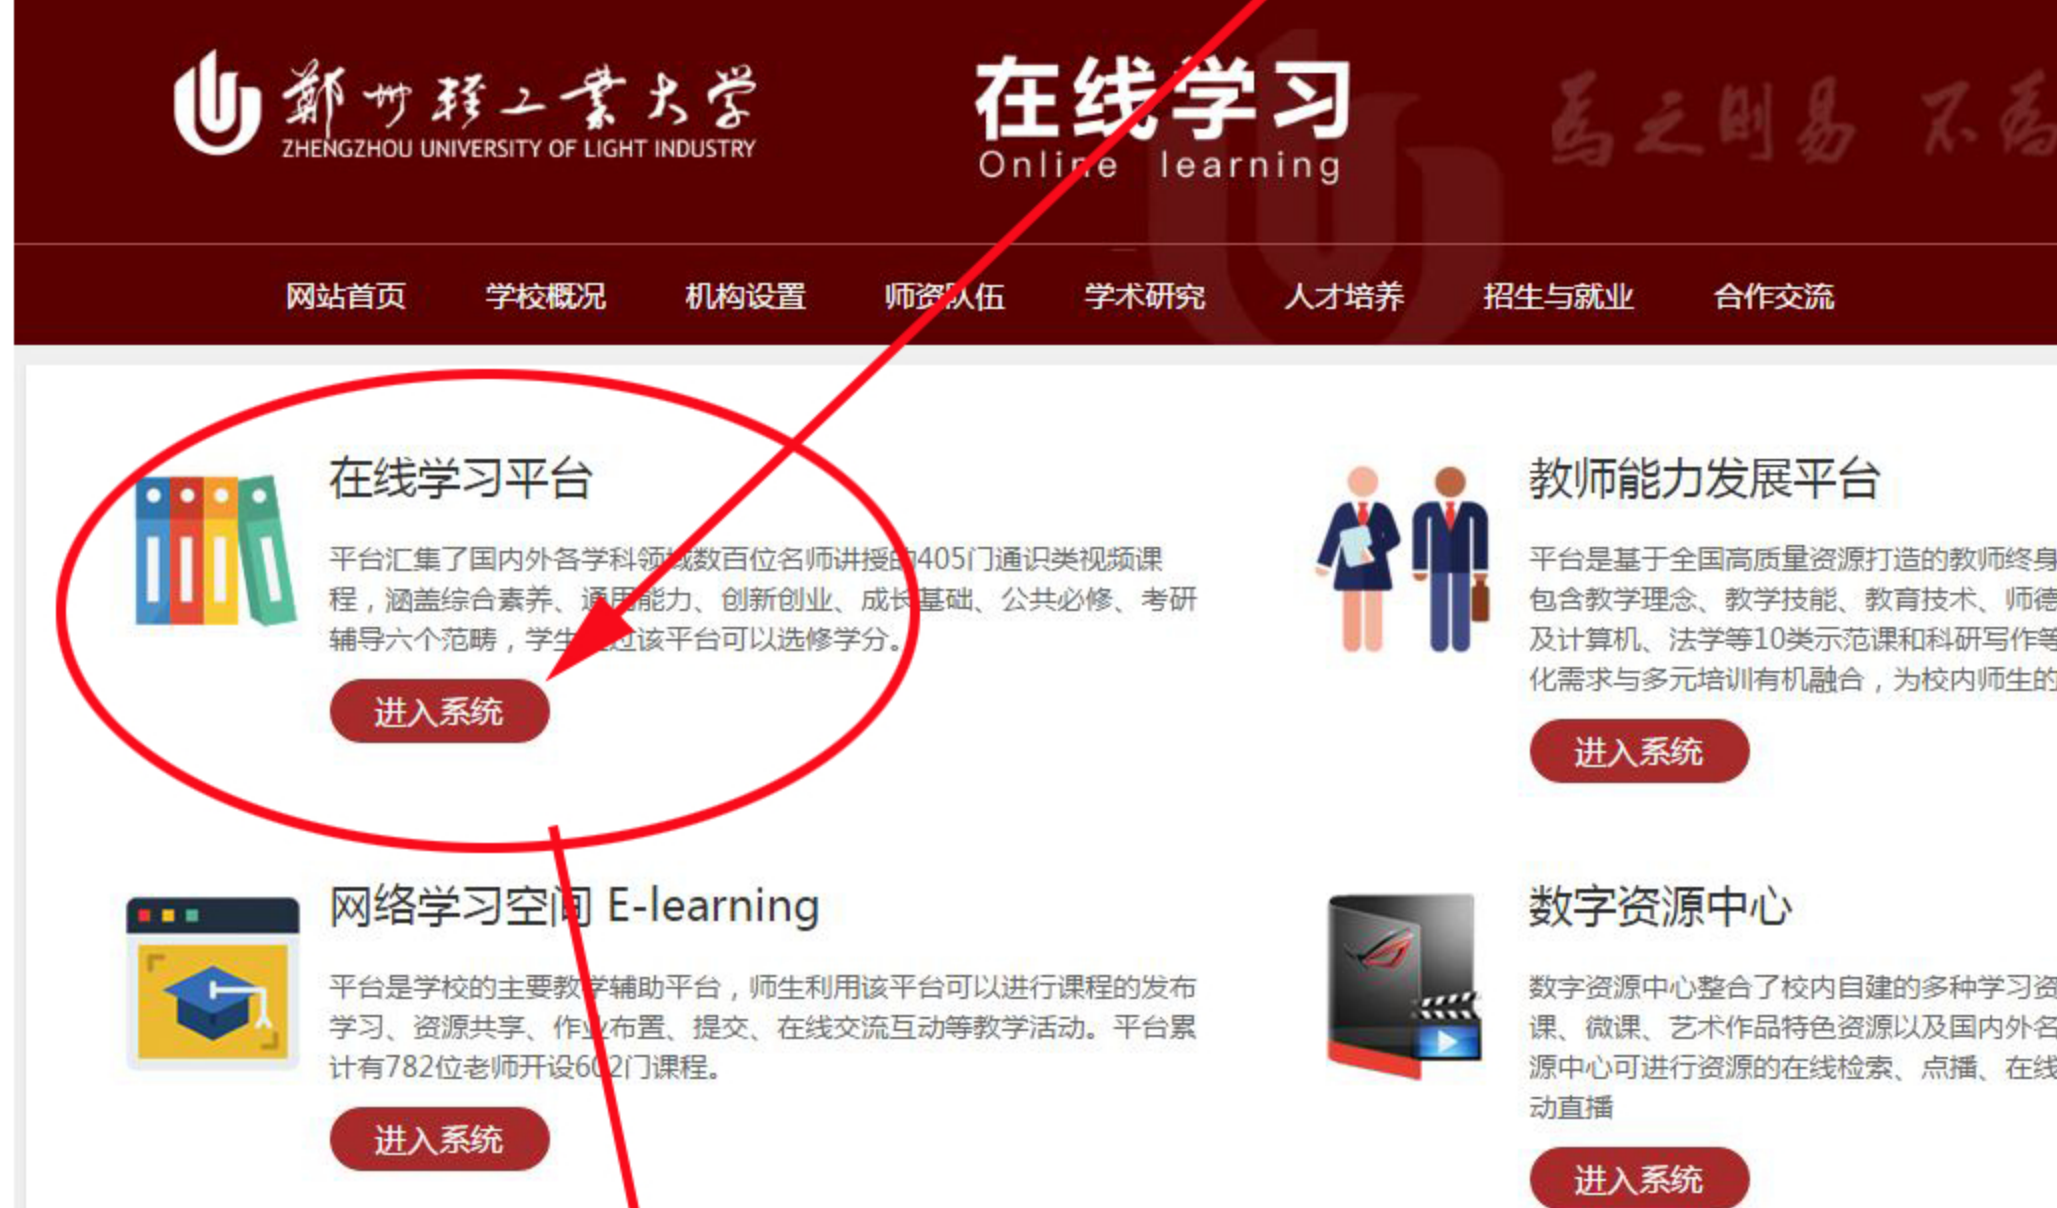 鄭州轻工業大学
ZHENGZHOU UNIVERSITY OF LIGHT INDUSTRY
在线学习
Online learning
為之則易 不為
网站首页 学校概况 机构设置 师资队伍 学术研究 人才培养 招生与就业 合作交流
在线学习平台
平台汇集了国内外各学科领域数百位名师讲授的405门通识类视频课
程，涵盖综合素养、通用能力、创新创业、成长基础、公共必修、考研
辅导六个范畴，学生通过该平台可以选修学分。
进入系统
教师能力发展平台
平台是基于全国高质量资源打造的教师终身
包含教学理念、教学技能、教育技术、师德
及计算机、法学等10类示范课和科研写作等
化需求与多元培训有机融合，为校内师生的
进入系统
网络学习空间 E-learning
平台是学校的主要教学辅助平台，师生利用该平台可以进行课程的发布
学习、资源共享、作业布置、提交、在线交流互动等教学活动。平台累
计有782位老师开设602门课程。
进入系统
数字资源中心
数字资源中心整合了校内自建的多种学习资
课、微课、艺术作品特色资源以及国内外名
源中心可进行资源的在线检索、点播、在线
动直播
进入系统